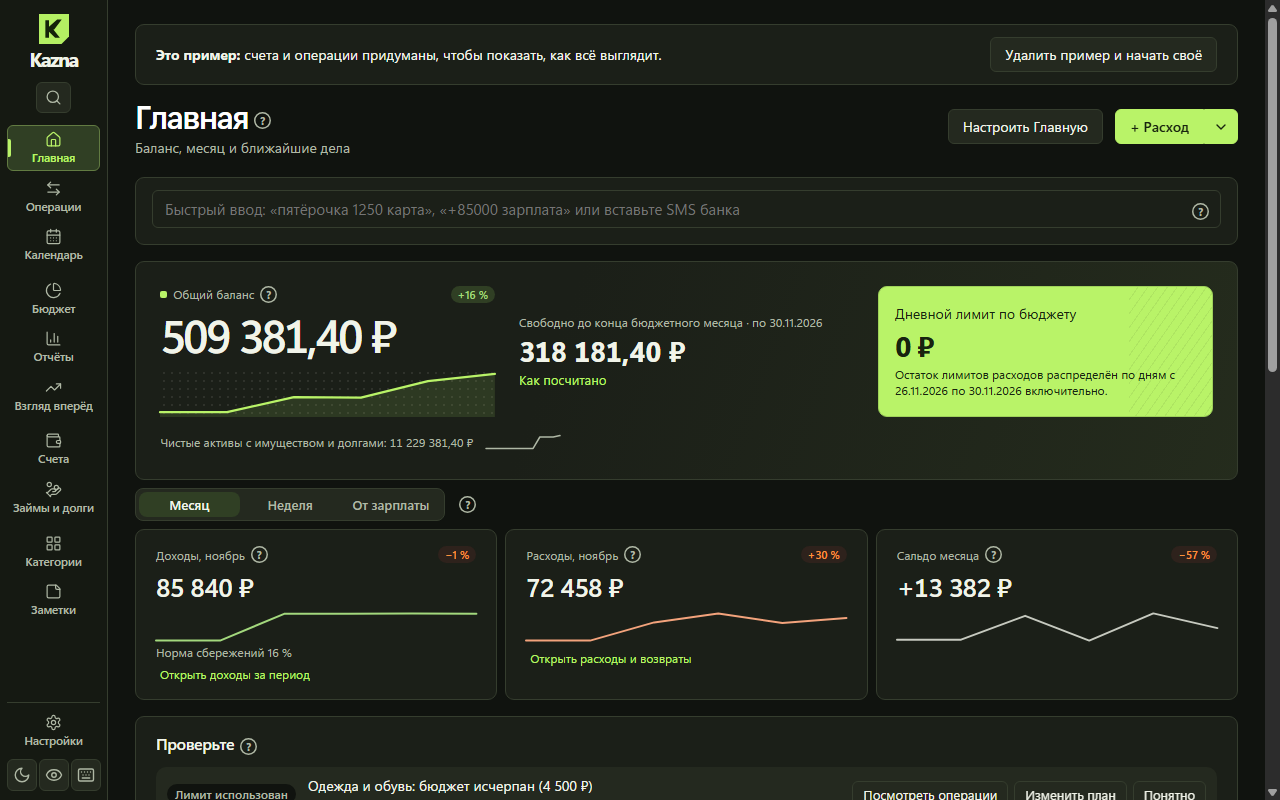 Kazna
Главная
Операции
Календарь
Бюджет
Отчёты
Взгляд вперёд
Счета
Займы и долги
Категории
Заметки
Настройки
Это пример: счета и операции придуманы, чтобы показать, как всё выглядит.
Удалить пример и начать своё
Главная ?
Баланс, месяц и ближайшие дела
Настроить Главную
+ Расход
Быстрый ввод: «пятёрочка 1250 карта», «+85000 зарплата» или вставьте SMS банка ?
Общий баланс ?
+16 %
509 381,40 ₽
Свободно до конца бюджетного месяца · по 30.11.2026
318 181,40 ₽
Как посчитано
Дневной лимит по бюджету
0 ₽
Остаток лимитов расходов распределён по дням с
26.11.2026 по 30.11.2026 включительно.
Чистые активы с имуществом и долгами: 11 229 381,40 ₽
Месяц
Неделя
От зарплаты
?
Доходы, ноябрь ?
−1 %
85 840 ₽
Норма сбережений 16 %
Открыть доходы за период
Расходы, ноябрь ?
+30 %
72 458 ₽
Открыть расходы и возвраты
Сальдо месяца ?
−57 %
+13 382 ₽
Проверьте ?
Лимит использован
Одежда и обувь: бюджет исчерпан (4 500 ₽)
Посмотреть операции
Изменить план
Понятно